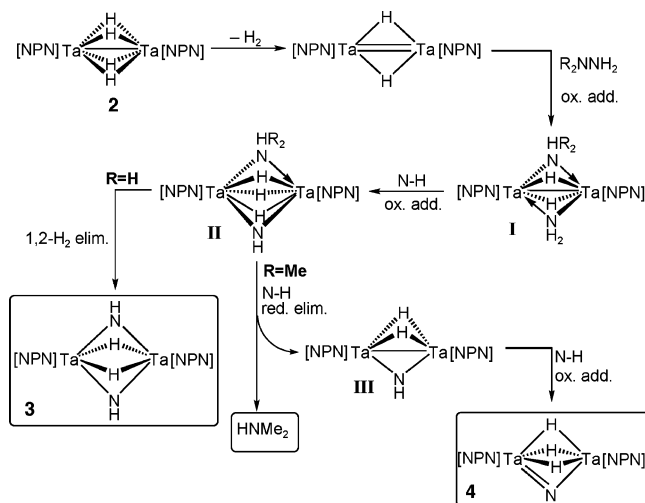 H
H
[NPN]Ta Ta[NPN]
H
H
2
– H2
H
[NPN]Ta Ta[NPN]
H
R2NNH2
ox. add.
HR2
N
H
[NPN]Ta Ta[NPN]
H
N
H2
I
N-H
ox. add.
HR2
N
H
[NPN]Ta H Ta[NPN]
H
N
H
II
R=H
1,2-H2 elim.
H
N
H
[NPN]Ta Ta[NPN]
H
N
H
3
R=Me
N-H
red. elim.
HNMe2
H
H
[NPN]Ta Ta[NPN]
N
H
III
N-H
ox. add.
H
[NPN]Ta H Ta[NPN]
H
N
4